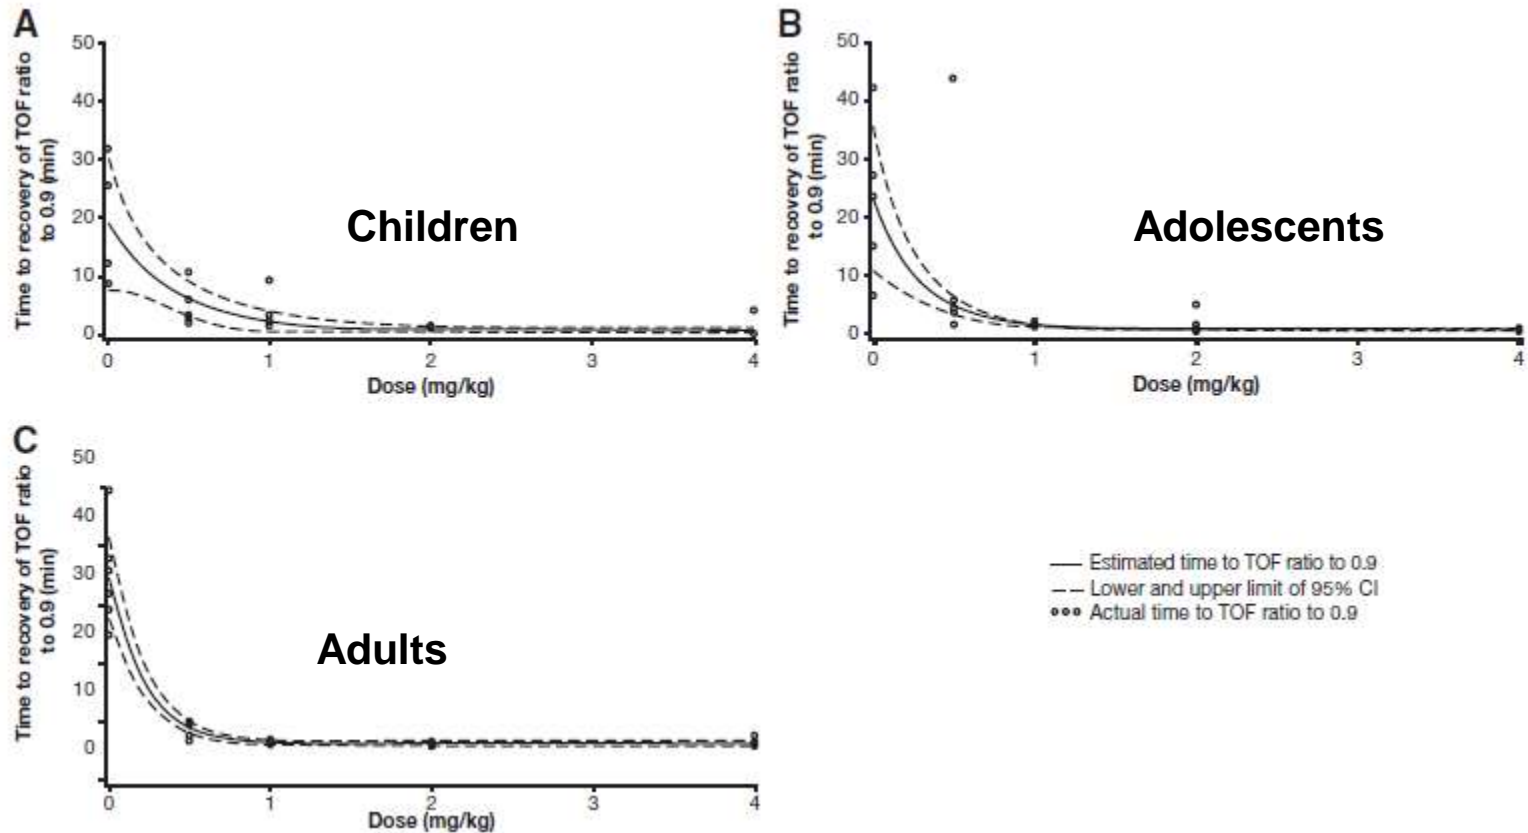 A
Time to recovery of TOF ratio
to 0.9 (min)
50
40
30
20
10
0
Children
0 1 2 3 4
Dose (mg/kg)
B
Time to recovery of TOF ratio
to 0.9 (min)
50
40
30
20
10
0
Adolescents
0 1 2 3 4
Dose (mg/kg)
C
Time to recovery of TOF ratio
to 0.9 (min)
50
40
30
20
10
0
Adults
0 1 2 3 4
Dose (mg/kg)
Estimated time to TOF ratio to 0.9
Lower and upper limit of 95% CI
Actual time to TOF ratio to 0.9